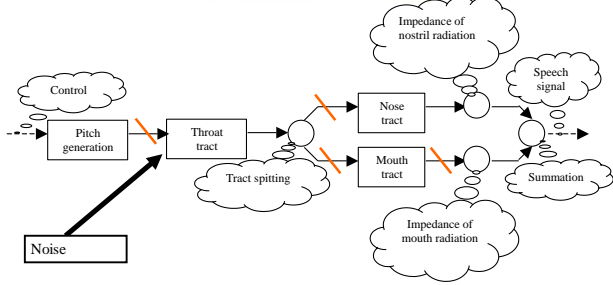 Impedance of
nostril radiation
Control
Speech
signal
Pitch
generation
Throat
tract
Nose
tract
Mouth
tract
Tract spitting
Summation
Impedance of
mouth radiation
Noise